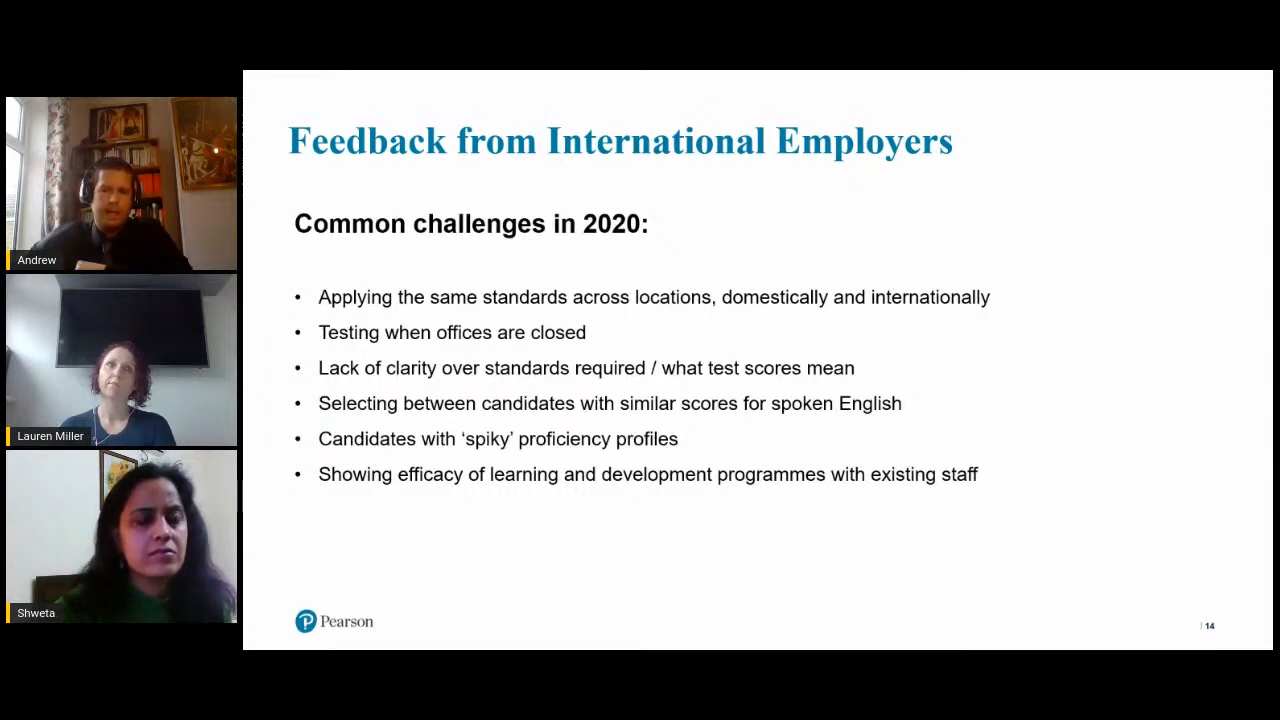 Feedback from International Employers
Common challenges in 2020:
• Applying the same standards across locations, domestically and internationally
• Testing when offices are closed
• Lack of clarity over standards required / what test scores mean
• Selecting between candidates with similar scores for spoken English
• Candidates with ‘spiky’ proficiency profiles
• Showing efficacy of learning and development programmes with existing staff
Pearson
14
Andrew
Lauren Miller
Shweta